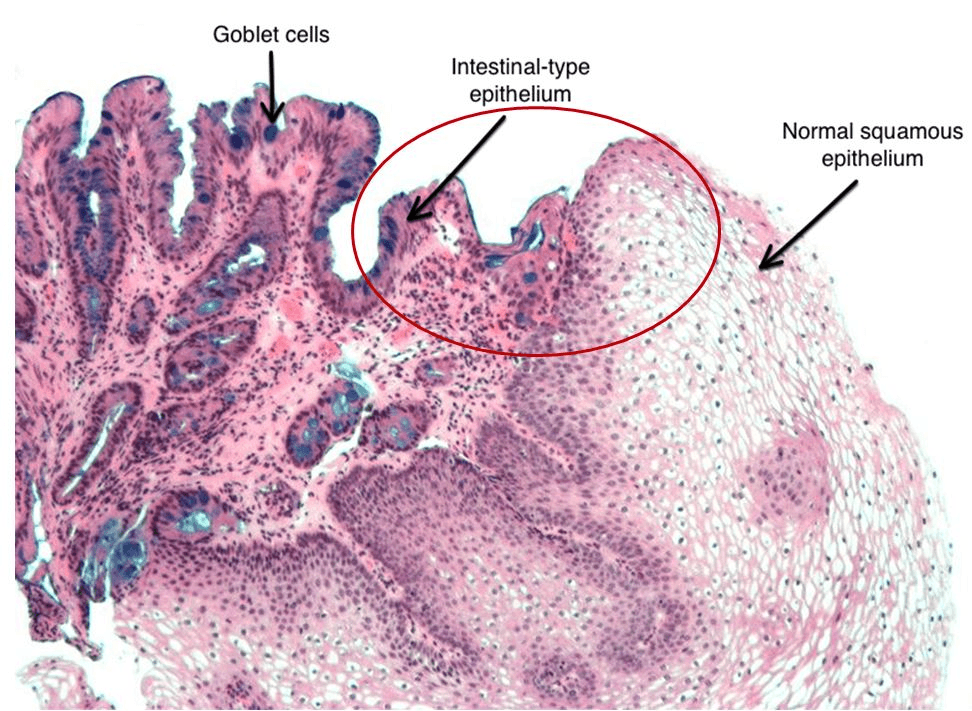 Goblet cells
Intestinal-type
epithelium
Normal squamous
epithelium